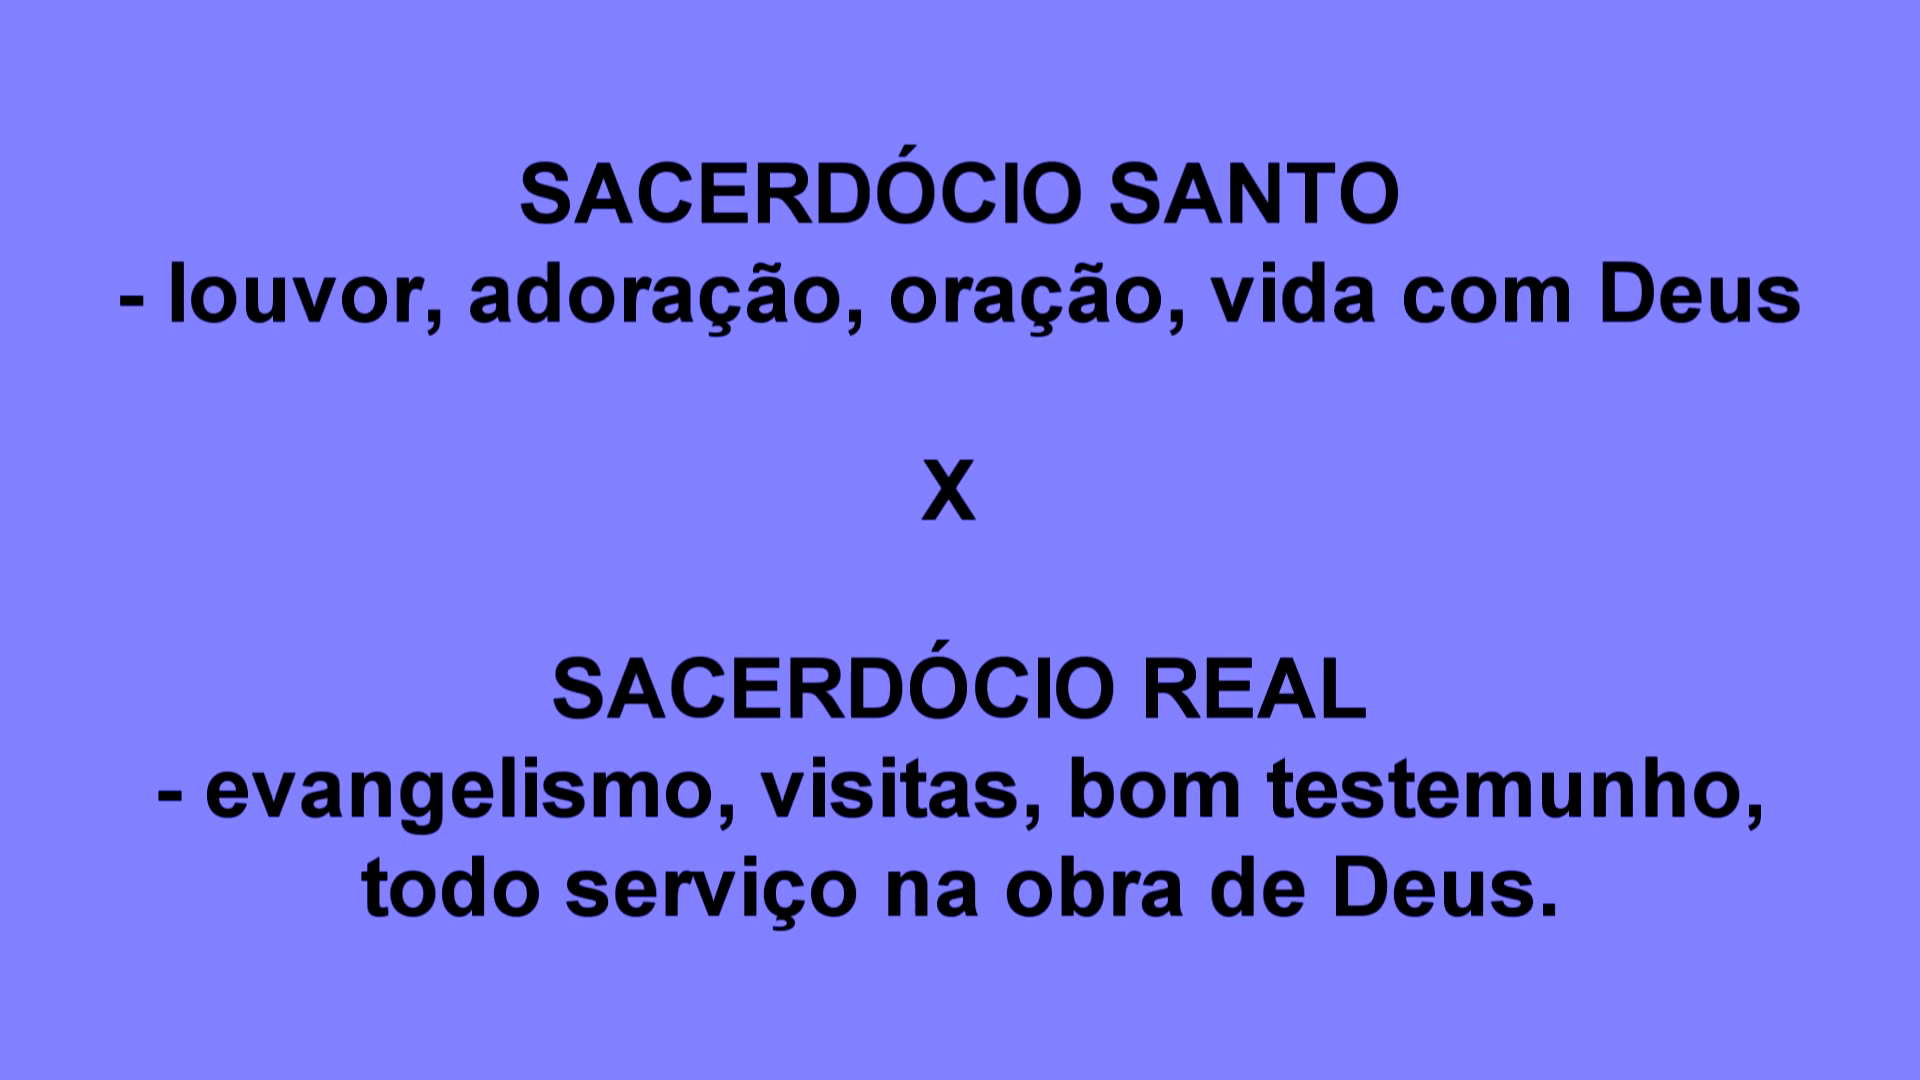 SACERDÓCIO SANTO
- louvor, adoração, oração, vida com Deus
X
SACERDÓCIO REAL
- evangelismo, visitas, bom testemunho,
todo serviço na obra de Deus.